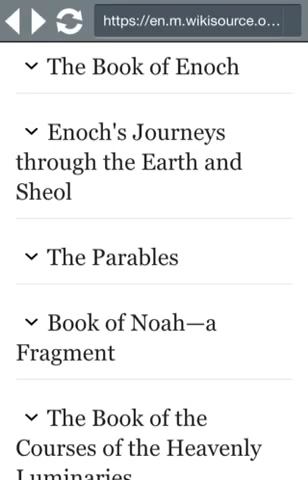 https://en.m.wikisource.o...
The Book of Enoch
Enoch's Journeys
through the Earth and
Sheol
The Parables
Book of Noah—a
Fragment
The Book of the
Courses of the Heavenly
Luminaries